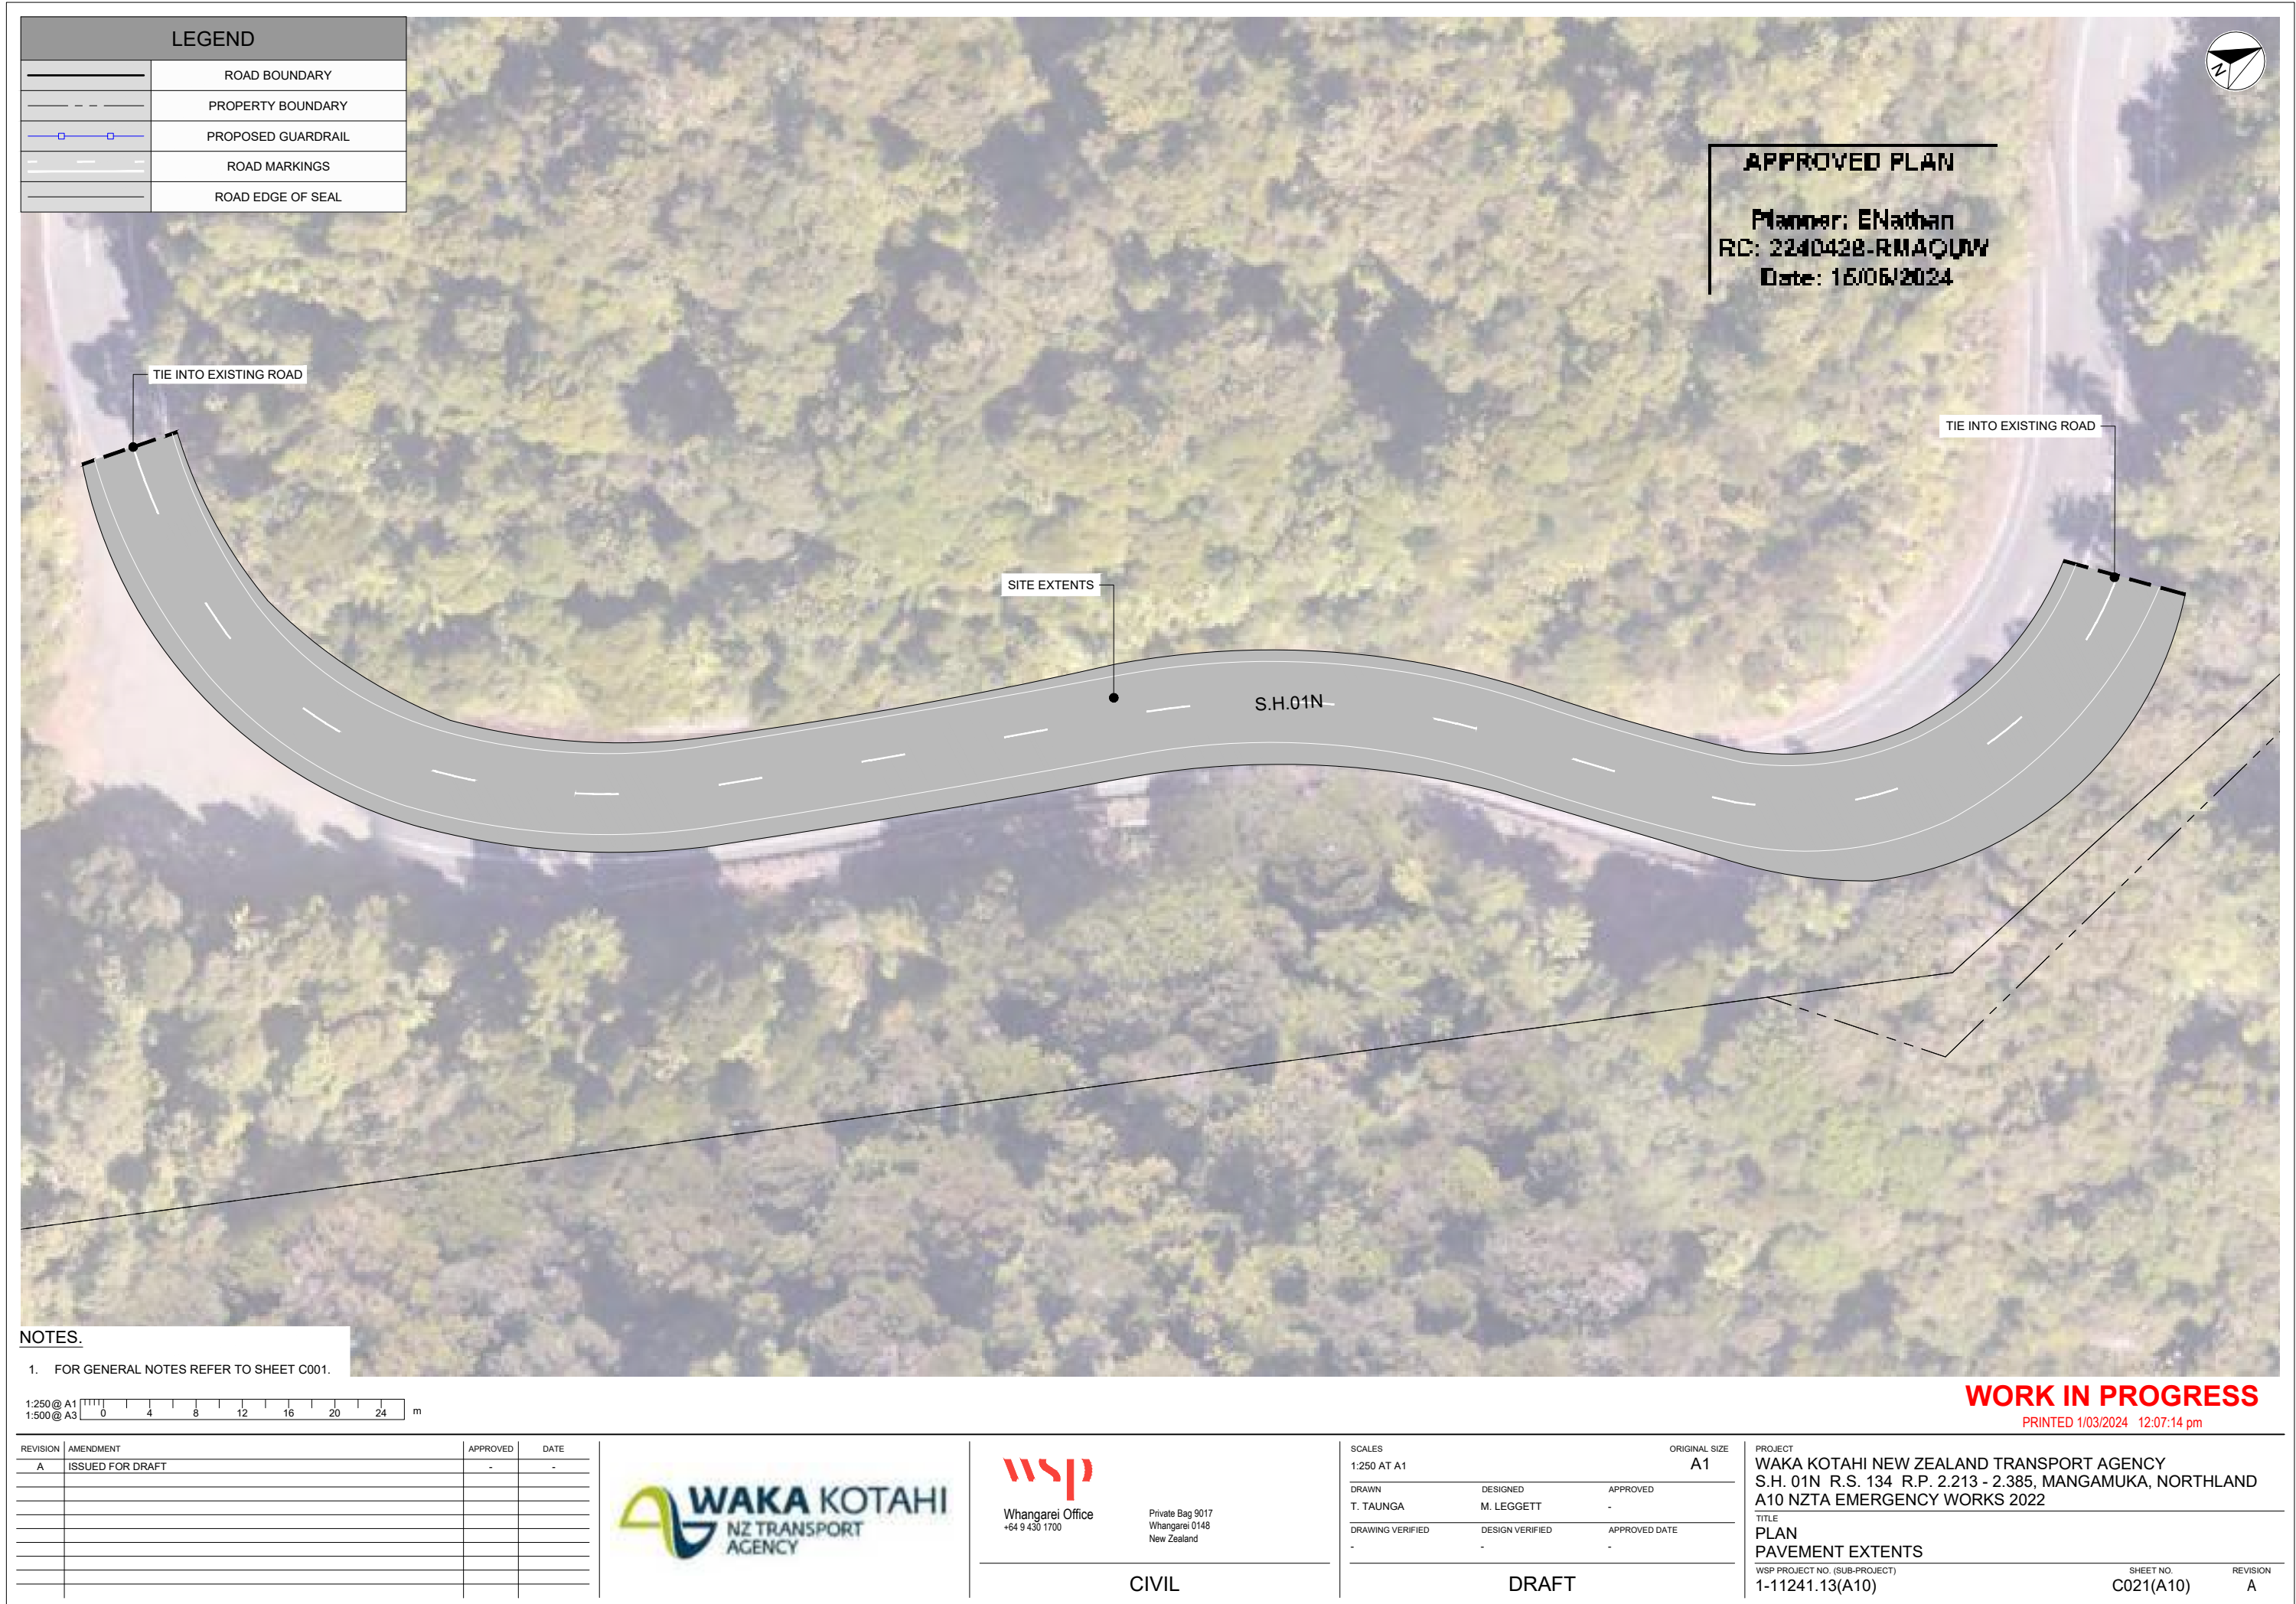 LEGEND
ROAD BOUNDARY
PROPERTY BOUNDARY
PROPOSED GUARDRAIL
ROAD MARKINGS
ROAD EDGE OF SEAL
N
APPROVED PLAN
Planner: ENathan
RC: 2240428-RMAOUW
Date: /2024
TIE INTO EXISTING ROAD
TIE INTO EXISTING ROAD
SITE EXTENTS
S.H.01N
NOTES.
1. FOR GENERAL NOTES REFER TO SHEET C001.
1:250@ A1
1:500@ A3
0 4 8 12 16 20 24 m
WORK IN PROGRESS
PRINTED 1/03/2024 12:07:14 pm
REVISION AMENDMENT APPROVED DATE
A ISSUED FOR DRAFT - -
WAKA KOTAHI
NZ TRANSPORT
AGENCY
wsp
Whangarei Office
+64 9 430 1700
Private Bag 9017
Whangarei 0148
New Zealand
CIVIL
SCALES ORIGINAL SIZE
1:250 AT A1 A1
DRAWN DESIGNED APPROVED
T. TAUNGA M. LEGGETT -
DRAWING VERIFIED DESIGN VERIFIED APPROVED DATE
- - -
DRAFT
PROJECT
WAKA KOTAHI NEW ZEALAND TRANSPORT AGENCY
S.H. 01N R.S. 134 R.P. 2.213 - 2.385, MANGAMUKA, NORTHLAND
A10 NZTA EMERGENCY WORKS 2022
TITLE
PLAN
PAVEMENT EXTENTS
WSP PROJECT NO. (SUB-PROJECT) SHEET NO. REVISION
1-11241.13(A10) C021(A10) A